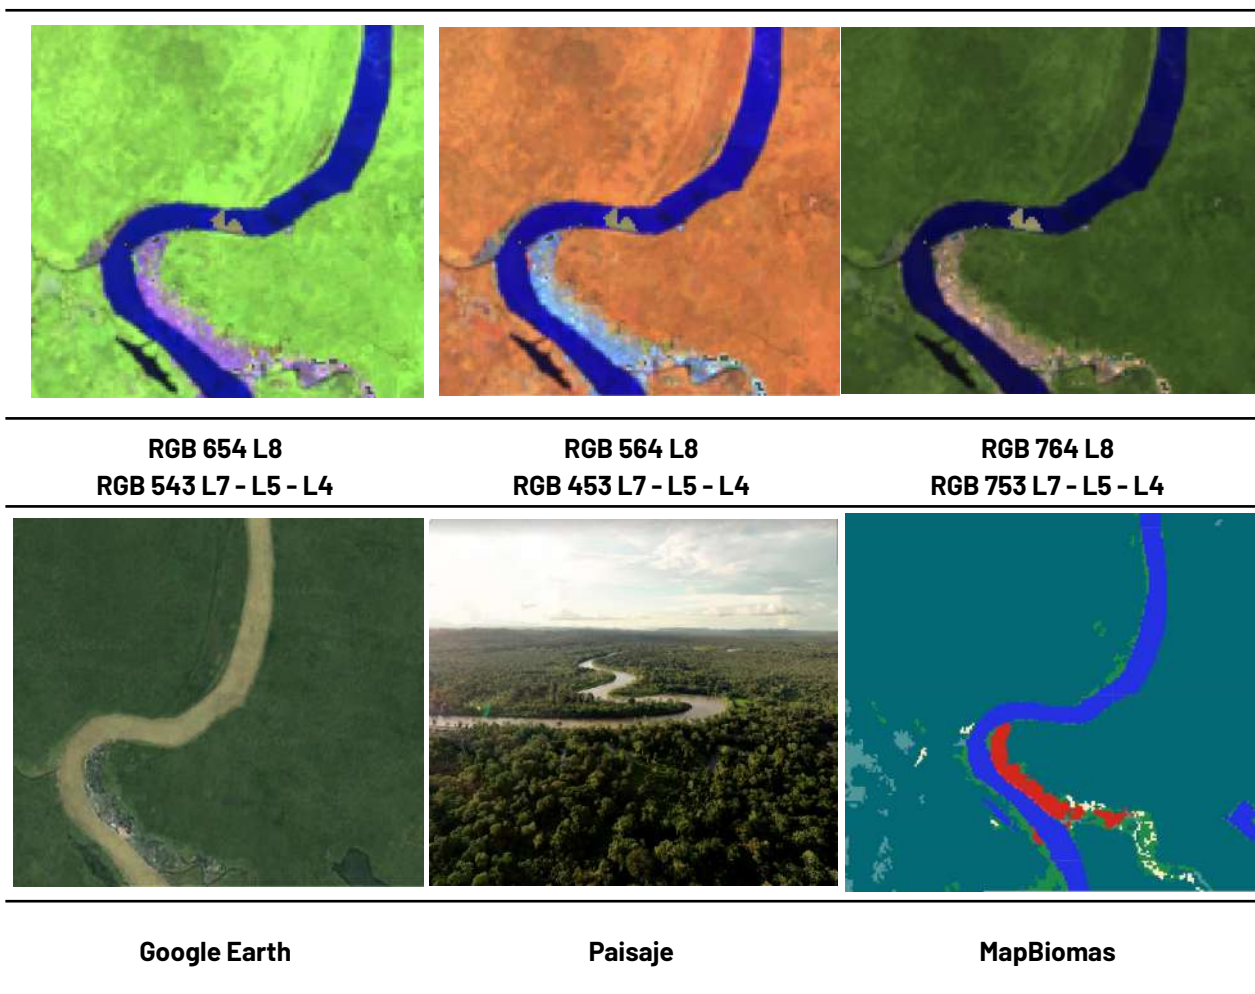 RGB 654 L8
RGB 543 L7 - L5 - L4
RGB 564 L8
RGB 453 L7 - L5 - L4
RGB 764 L8
RGB 753 L7 - L5 - L4
Google Earth
Paisaje
MapBiomas